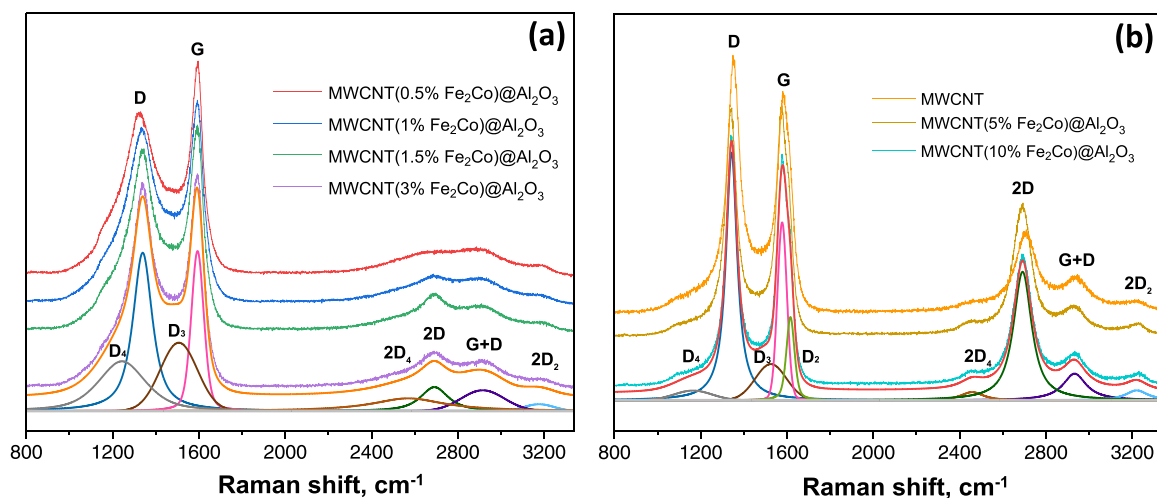 (a)
G
D
MWCNT(0.5% Fe₂Co)@Al₂O₃
MWCNT(1% Fe₂Co)@Al₂O₃
MWCNT(1.5% Fe₂Co)@Al₂O₃
MWCNT(3% Fe₂Co)@Al₂O₃
D₄
D₃
2D₄
2D
G+D
2D₂
800 1200 1600 2000 2400 2800 3200
Raman shift, cm⁻¹
(b)
D
G
MWCNT
MWCNT(5% Fe₂Co)@Al₂O₃
MWCNT(10% Fe₂Co)@Al₂O₃
2D
G+D
2D₂
D₄
D₃
D₂
2D₄
800 1200 1600 2000 2400 2800 3200
Raman shift, cm⁻¹